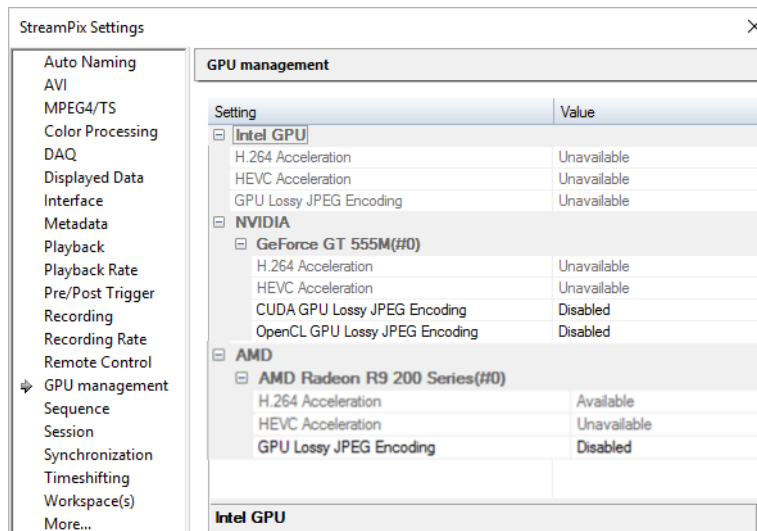 StreamPix Settings
Auto Naming
AVI
MPEG4/TS
Color Processing
DAQ
Displayed Data
Interface
Metadata
Playback
Playback Rate
Pre/Post Trigger
Recording
Recording Rate
Remote Control
GPU management
Sequence
Session
Synchronization
Timeshifting
Workspace(s)
More...
GPU management
Setting Value
Intel GPU
H.264 Acceleration Unavailable
HEVC Acceleration Unavailable
GPU Lossy JPEG Encoding Unavailable
NVIDIA
GeForce GT 555M(#0)
H.264 Acceleration Unavailable
HEVC Acceleration Unavailable
CUDA GPU Lossy JPEG Encoding Disabled
OpenCL GPU Lossy JPEG Encoding Disabled
AMD
AMD Radeon R9 200 Series(#0)
H.264 Acceleration Available
HEVC Acceleration Unavailable
GPU Lossy JPEG Encoding Disabled
Intel GPU